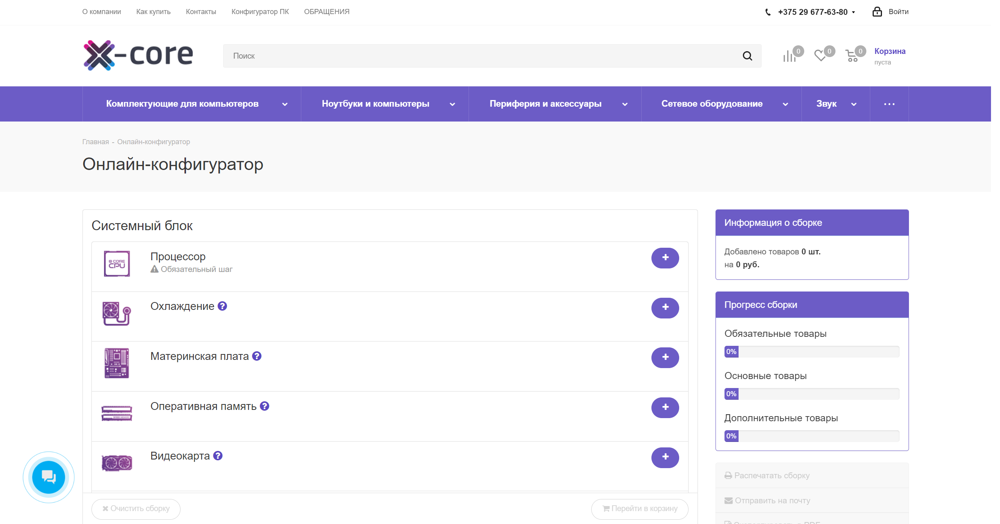 О компании Как купить Контакты Конфигуратор ПК ОБРАЩЕНИЯ +375 29 677-63-80 Войти
x-core Поиск 0 0 0 Корзина
пуста
Комплектующие для компьютеров Ноутбуки и компьютеры Периферия и аксессуары Сетевое оборудование Звук ...
Главная - Онлайн-конфигуратор
Онлайн-конфигуратор
Системный блок
8 CORE
CPU
Процессор
Обязательный шаг
Охлаждение ?
Материнская плата ?
Оперативная память ?
Видеокарта ?
Очистить сборку Перейти в корзину
Информация о сборке
Добавлено товаров 0 шт.
на 0 руб.
Прогресс сборки
Обязательные товары
0%
Основные товары
0%
Дополнительные товары
0%
Распечатать сборку
Отправить на почту